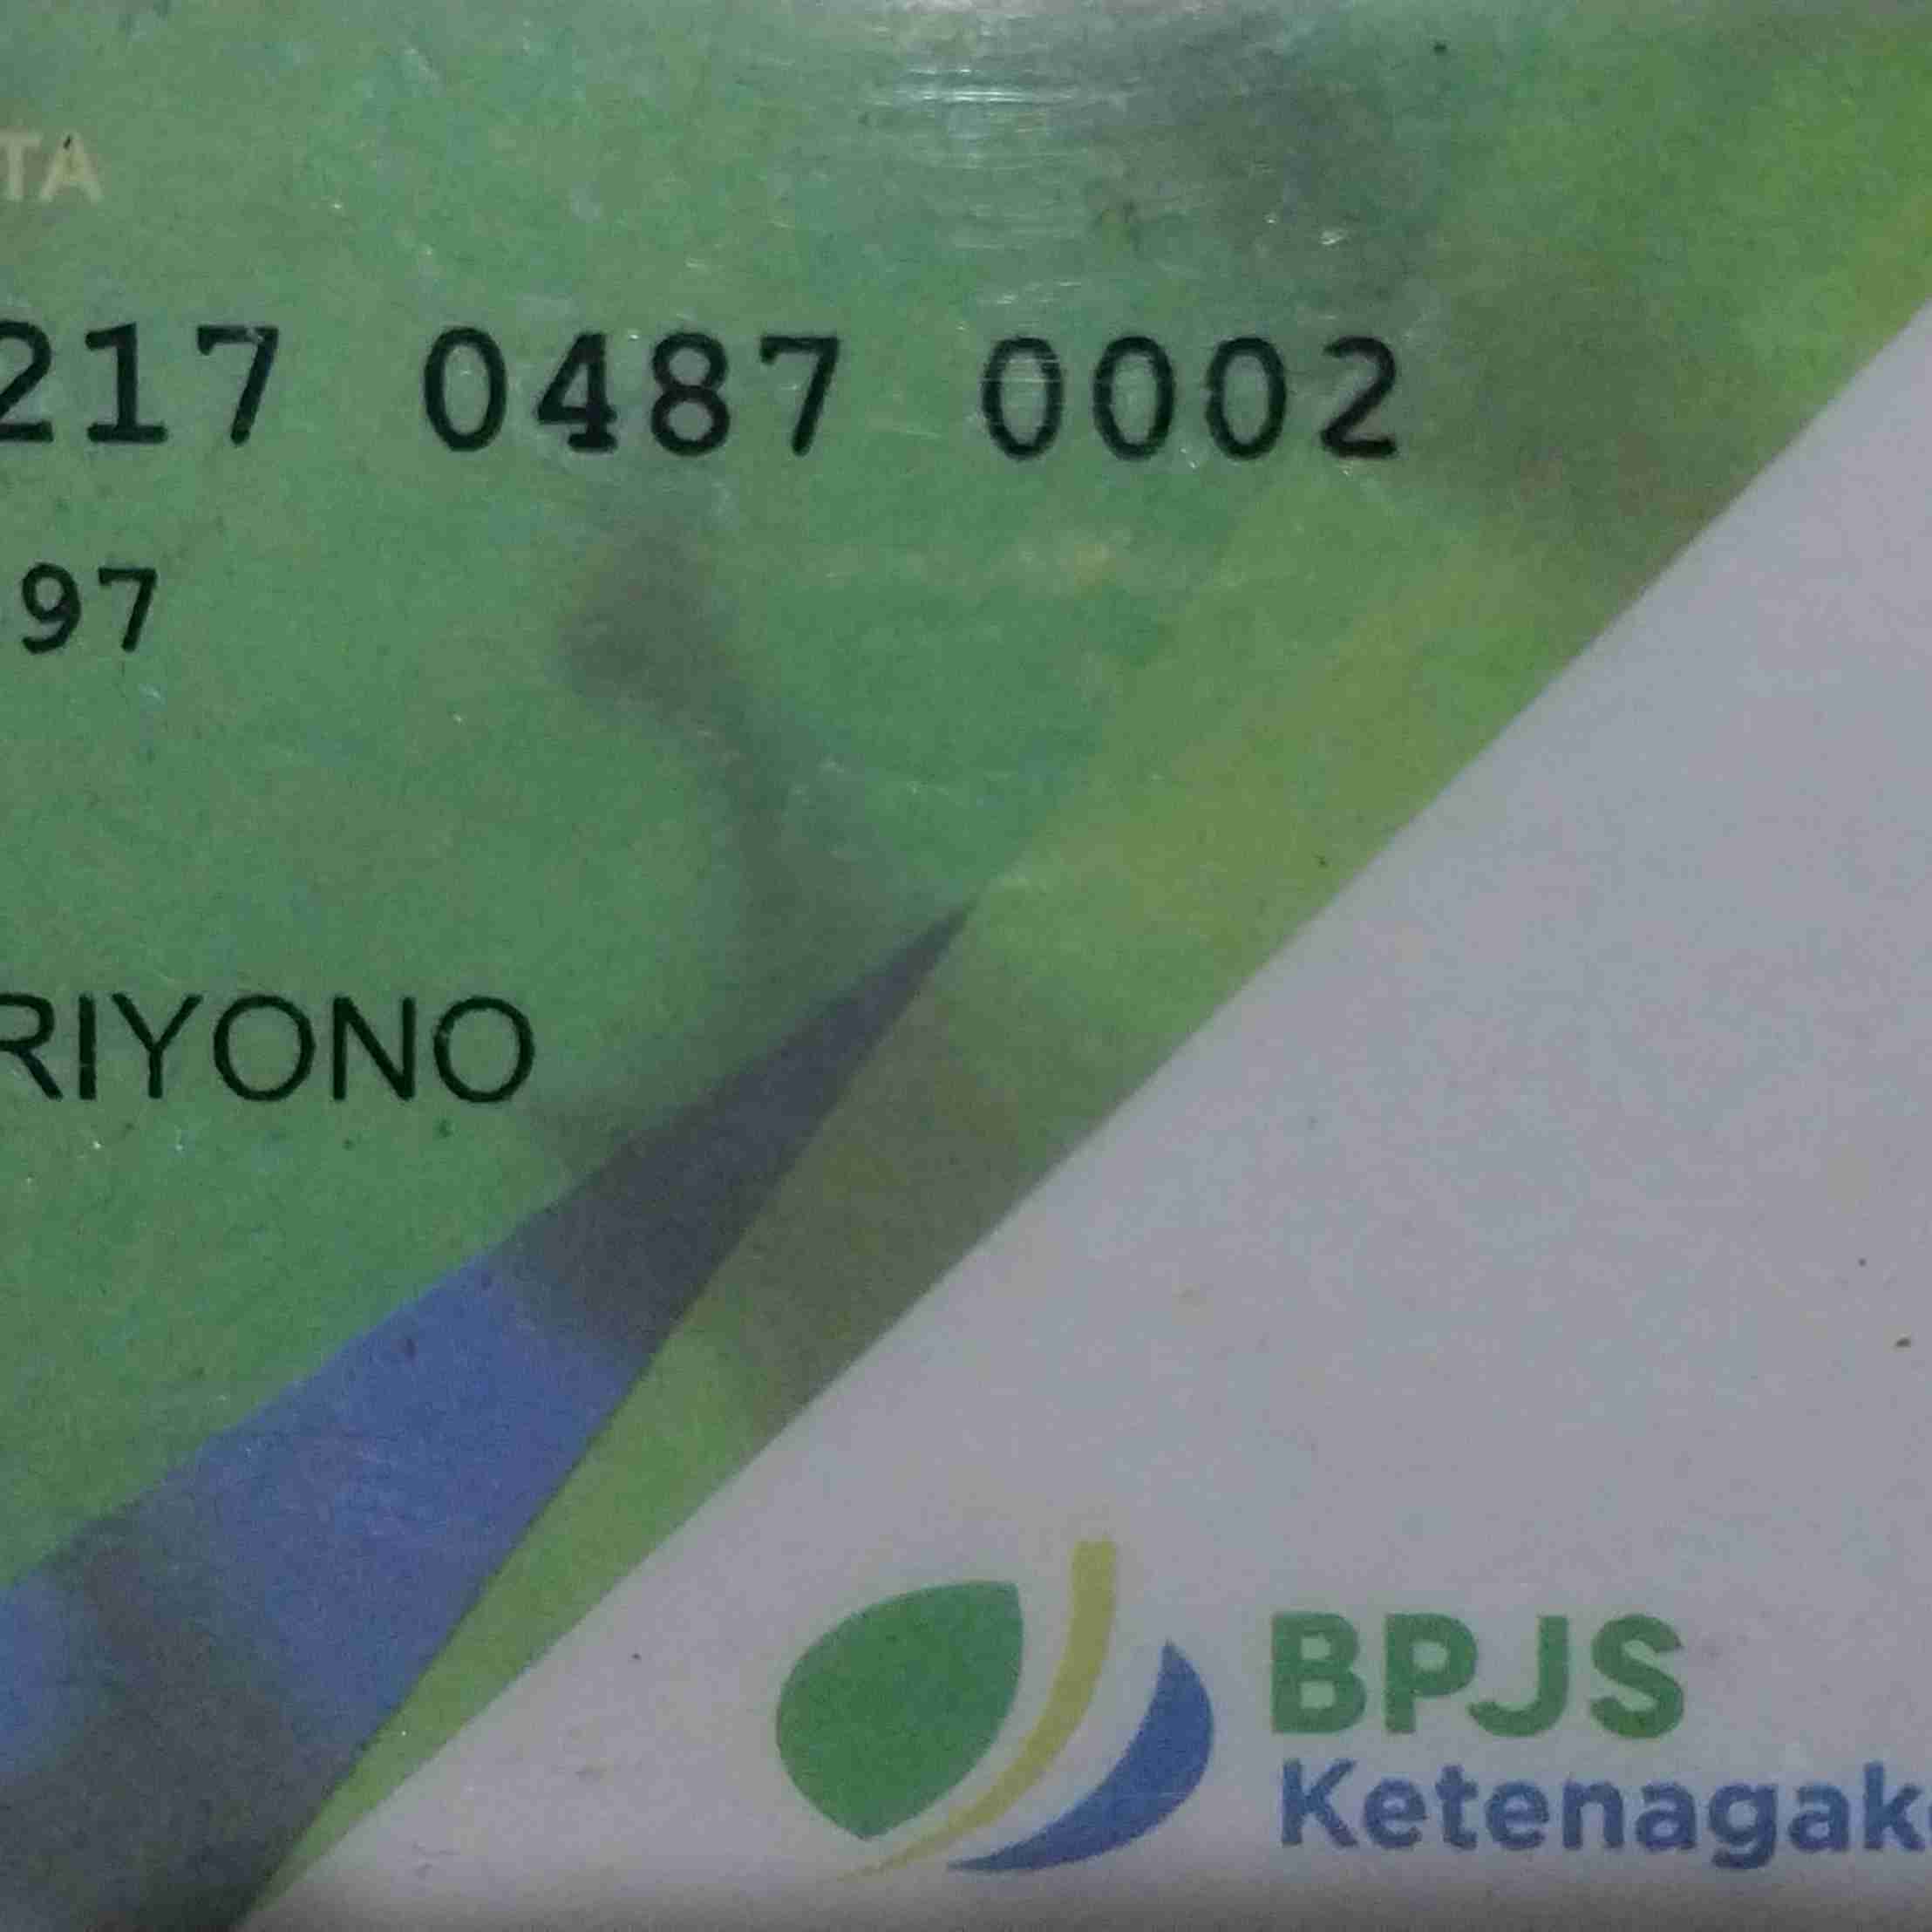 TA
217 0487 0002
97
RIYONO
BPJS
Ketenagak